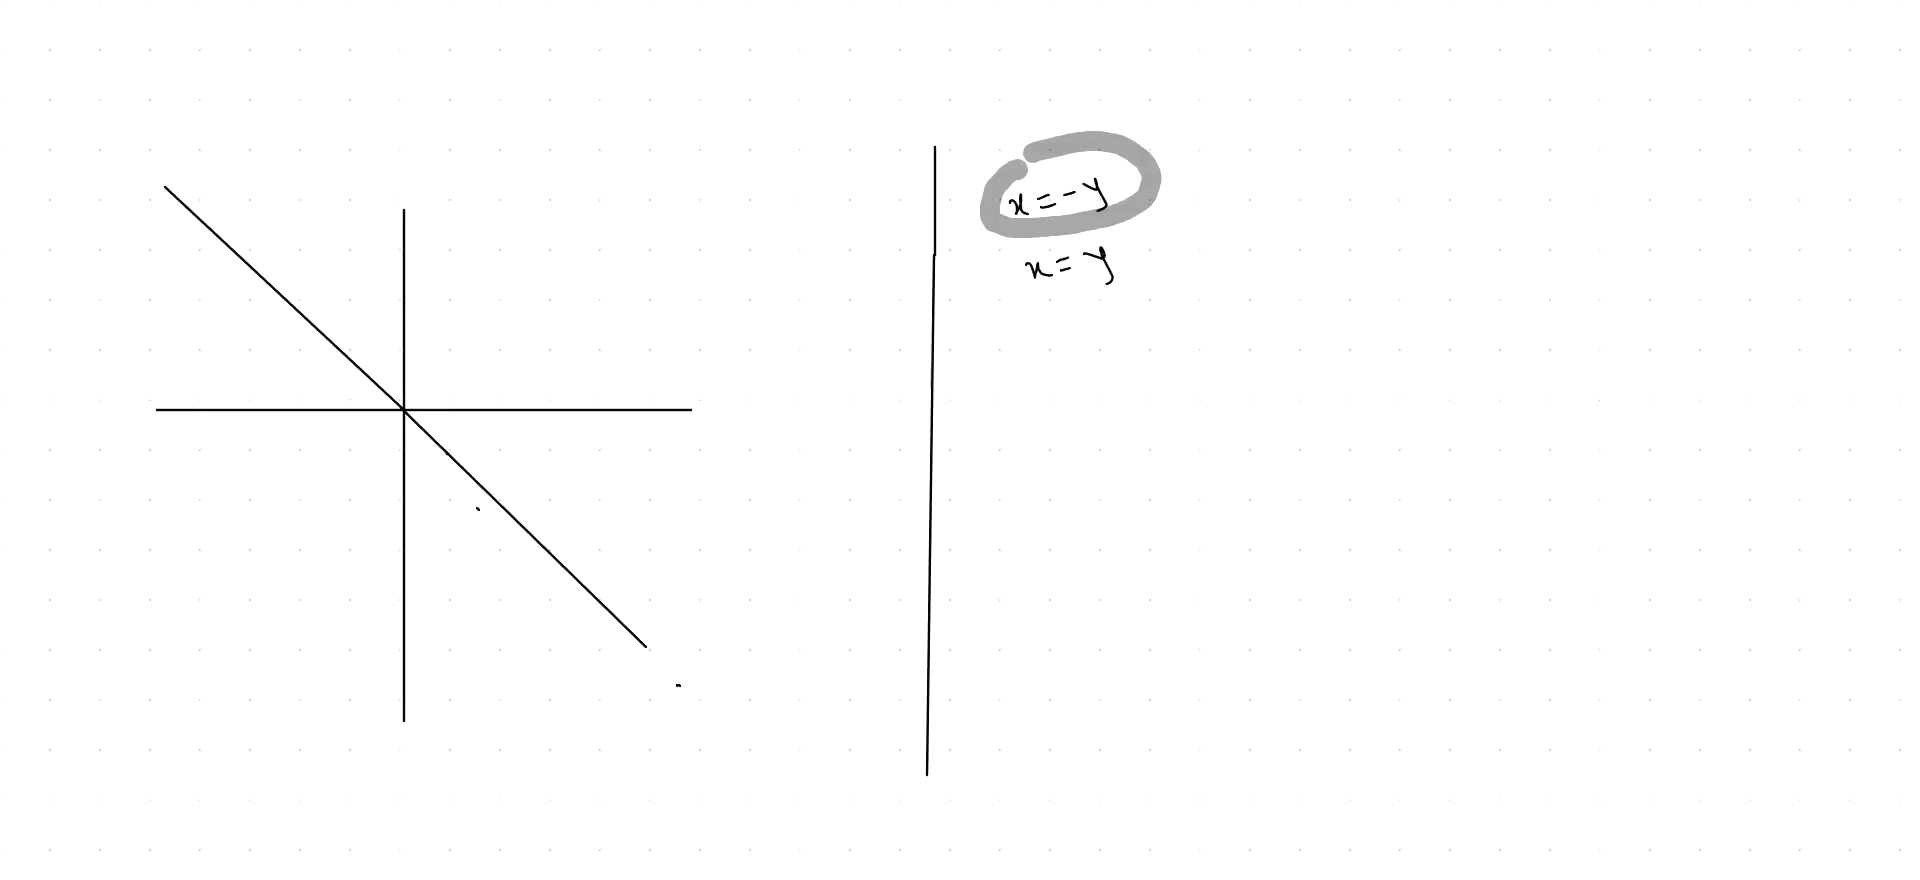 x = -y
x = y